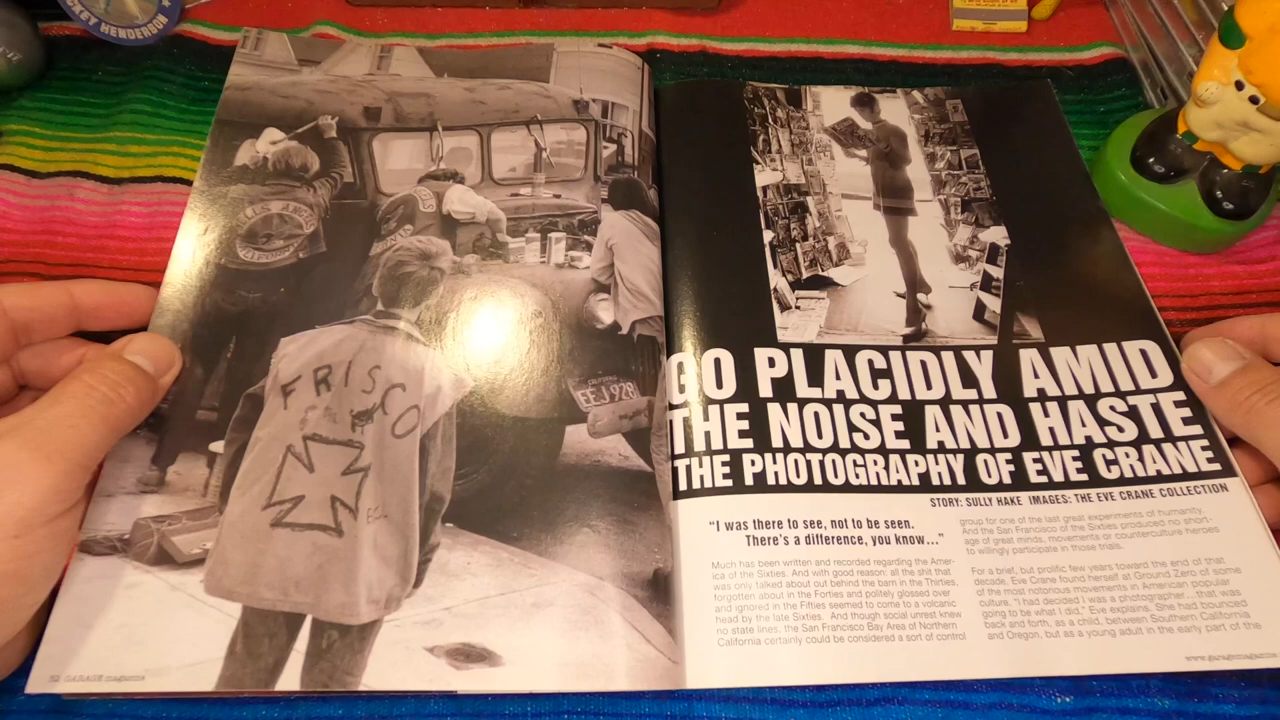 CKEY HENDERSON
FRISCO
CALIFORNIA
EEJ 928
52 GARAGE magazine
GO PLACIDLY AMID
THE NOISE AND HASTE
THE PHOTOGRAPHY OF EVE CRANE
STORY: SULLY HAKE IMAGES: THE EVE CRANE COLLECTION
“I was there to see, not to be seen.
There's a difference, you know…”
Much has been written and recorded regarding the Amer-
ica of the Sixties. And with good reason: all the shit that
was only talked about out behind the barn in the Thirties,
forgotten about in the Forties and politely glossed over
and ignored in the Fifties seemed to come to a volcanic
head by the late Sixties. And though social unrest knew
no state lines, the San Francisco Bay Area of Northern
California certainly could be considered a sort of control
group for one of the last great experiments of humanity.
And the San Francisco of the Sixties produced no short-
age of great minds, movements or counterculture heroes
to willingly participate in those trials.
For a brief, but prolific few years toward the end of that
decade, Eve Crane found herself at Ground Zero of some
of the most notorious movements in American popular
culture. “I had decided I was a photographer…that was
going to be what I did,” Eve explains. She had bounced
back and forth, as a child, between Southern California
and Oregon, but as a young adult in the early part of the
www.garagemagazine